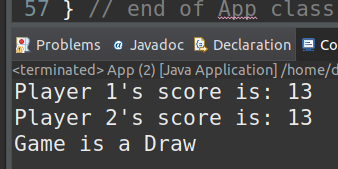 57 } // end of App class
Problems @ Javadoc Declaration Co
<terminated> App (2) [Java Application] /home/d
Player 1's score is: 13
Player 2's score is: 13
Game is a Draw